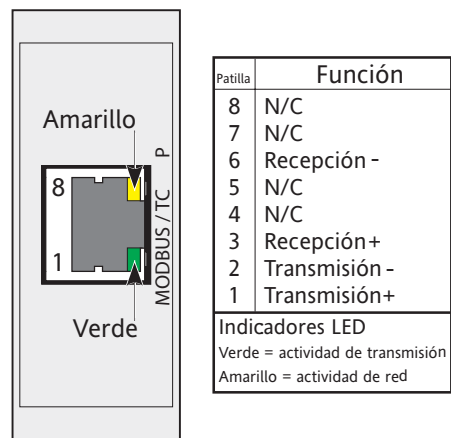 Amarillo
8
1
MODBUS / TC P
Verde
Patilla Función
8 N/C
7 N/C
6 Recepción -
5 N/C
4 N/C
3 Recepción+
2 Transmisión -
1 Transmisión+
Indicadores LED
Verde = actividad de transmisión
Amarillo = actividad de red